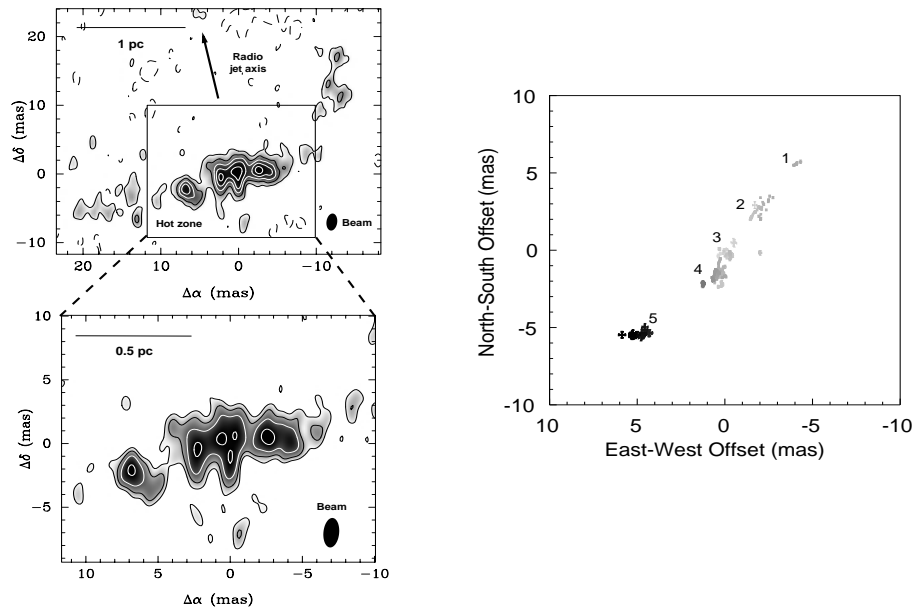 20
10
0
−10
Δδ (mas)
1 pc
Radio
jet axis
Hot zone
Beam
20
10
0
−10
Δα (mas)
10
5
0
−5
Δδ (mas)
0.5 pc
Beam
10
5
0
−5
−10
Δα (mas)
10
5
0
-5
-10
North-South Offset (mas)
1
2
3
4
5
10
5
0
-5
-10
East-West Offset (mas)